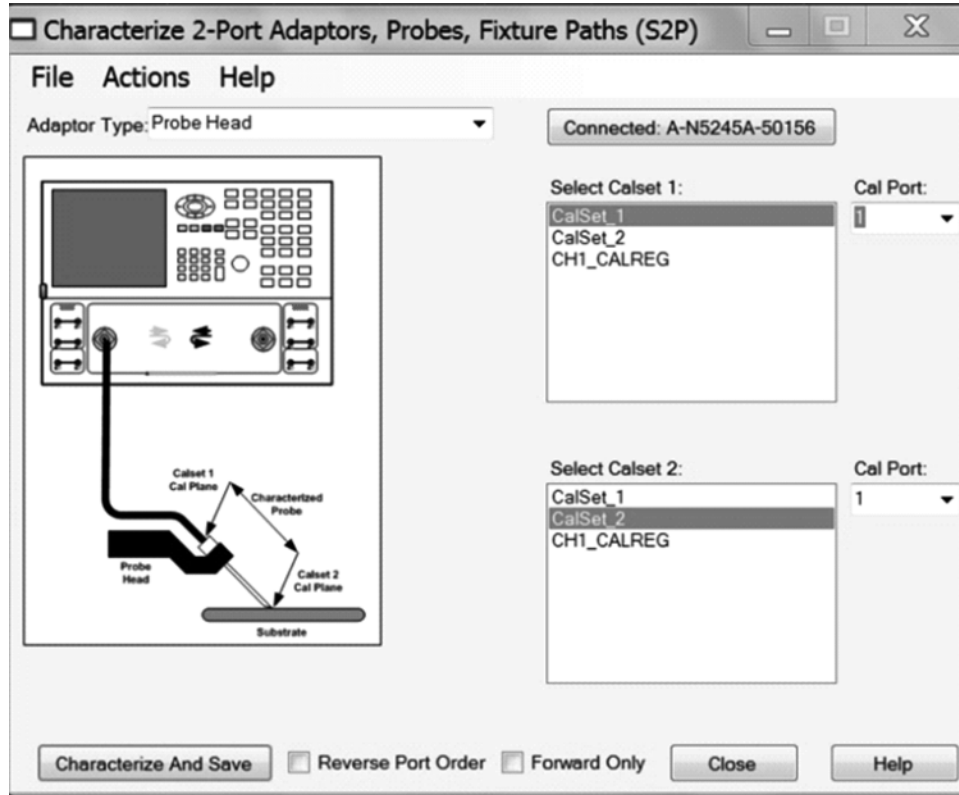 Characterize 2-Port Adaptors, Probes, Fixture Paths (S2P)
File Actions Help
Adaptor Type: Probe Head
Connected: A-N5245A-50156
Select Calset 1:
Cal Port:
CalSet_1
1
CalSet_2
CH1_CALREG
Calset 1
Cal Plane
Characterized
Probe
Probe
Head
Calset 2
Cal Plane
Substrate
Select Calset 2:
Cal Port:
CalSet_1
1
CalSet_2
CH1_CALREG
Characterize And Save
Reverse Port Order
Forward Only
Close
Help